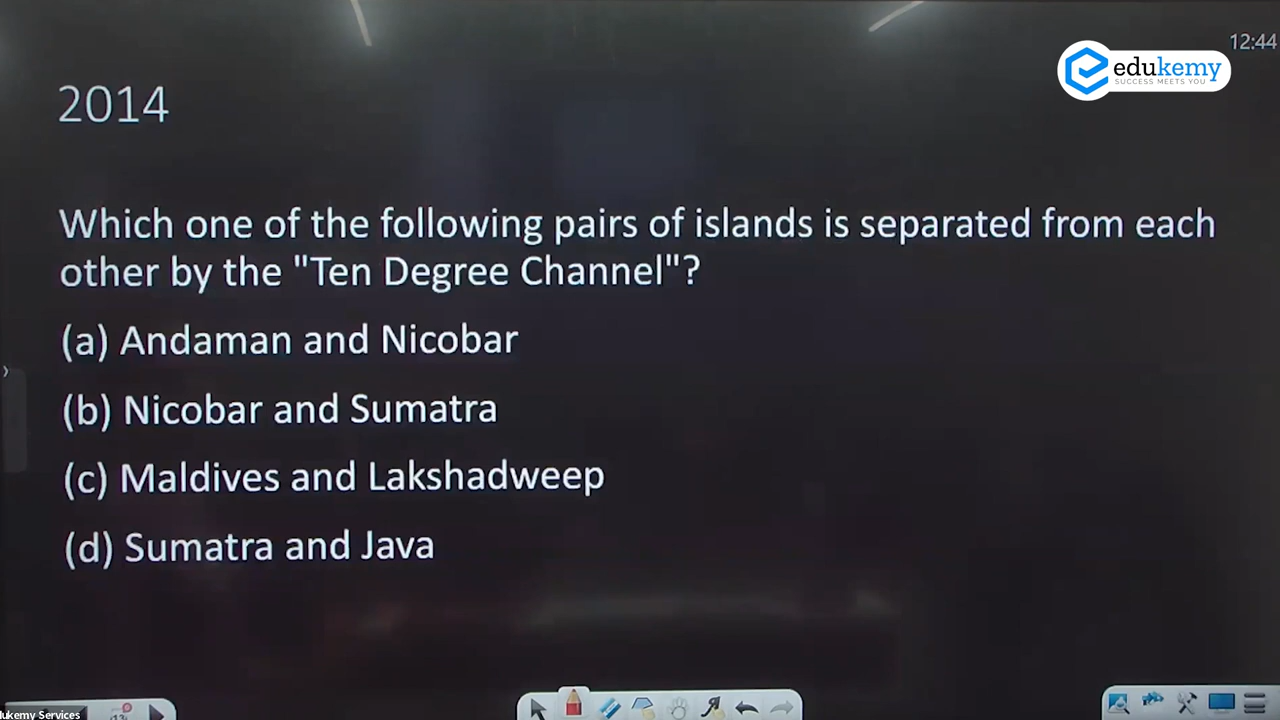 12:44
edukemy
SUCCESS MEETS YOU
2014
Which one of the following pairs of islands is separated from each
other by the "Ten Degree Channel"?
(a) Andaman and Nicobar
(b) Nicobar and Sumatra
(c) Maldives and Lakshadweep
(d) Sumatra and Java
ukemy Services